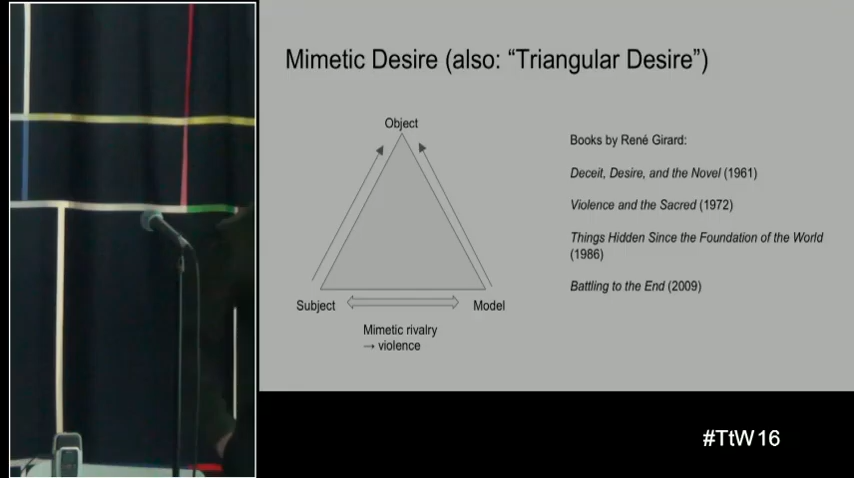 Mimetic Desire (also: “Triangular Desire”)
Object
Subject
Model
Mimetic rivalry
→ violence
Books by René Girard:
Deceit, Desire, and the Novel (1961)
Violence and the Sacred (1972)
Things Hidden Since the Foundation of the World
(1986)
Battling to the End (2009)
#TtW16